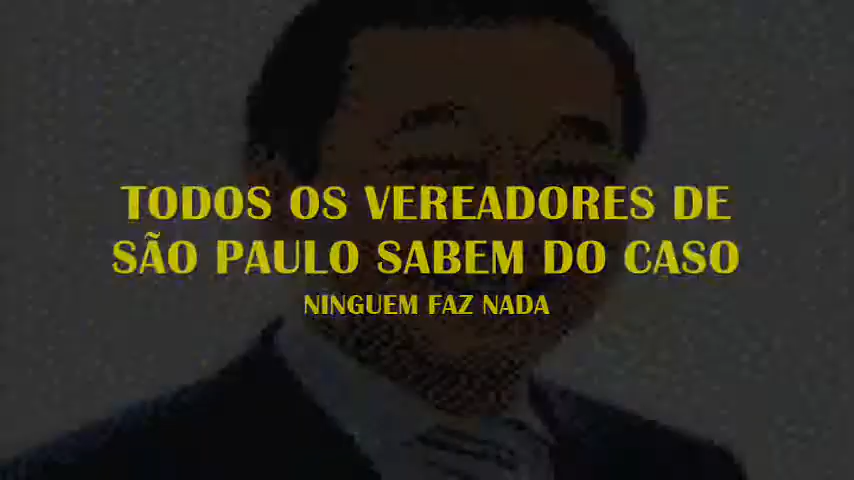 TODOS OS VEREADORES DE
SÃO PAULO SABEM DO CASO
NINGUEM FAZ NADA